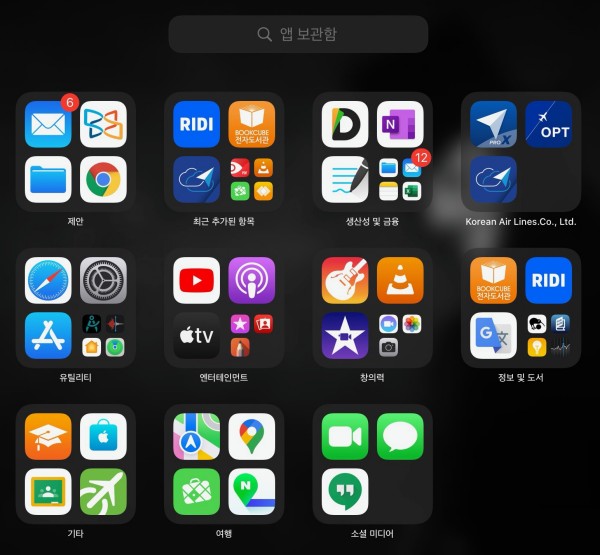 앱 보관함
6
RIDI
BOOKCUBE
전자도서관
N
12
PRO X
OPT
제안
최근 추가된 항목
생산성 및 금융
Korean Air Lines.Co., Ltd.
tv
BOOKCUBE
전자도서관
RIDI
G
文
유틸리티
엔터테인먼트
창의력
정보 및 도서
N
기타
여행
소셜 미디어